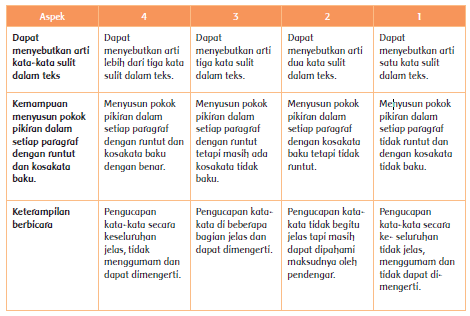 Aspek 4 3 2 1
Dapat
menyebutkan arti
kata-kata sulit
dalam teks
Dapat
menyebutkan arti
lebih dari tiga kata
sulit dalam teks.
Dapat
menyebutkan arti
tiga kata sulit
dalam teks.
Dapat
menyebutkan arti
dua kata sulit
dalam teks.
Dapat
menyebutkan arti
satu kata sulit
dalam teks.
Kemampuan
menyusun pokok
pikiran dalam
setiap paragraf
dengan runtut
dan kosakata
baku.
Menyusun pokok
pikiran dalam
setiap paragraf
dengan runtut dan
kosakata baku
dengan benar.
Menyusun pokok
pikiran dalam
setiap paragraf
dengan runtut
tetapi masih ada
kosakata tidak
baku.
Menyusun pokok
pikiran dalam
setiap paragraf
dengan kosakata
baku tetapi tidak
runtut.
Menyusun pokok
pikiran dalam
setiap paragraf
tidak runtut dan
dengan kosakata
tidak baku.
Keterampilan
berbicara
Pengucapan
kata-kata secara
keseluruhan
jelas, tidak
menggumam dan
dapat dimengerti.
Pengucapan kata-
kata di beberapa
bagian jelas dan
dapat dimengerti.
Pengucapan kata-
kata tidak begitu
jelas tapi masih
dapat dipahami
maksudnya oleh
pendengar.
Pengucapan
kata-kata secara
ke- seluruhan
tidak jelas,
menggumam dan
tidak dapat di-
mengerti.